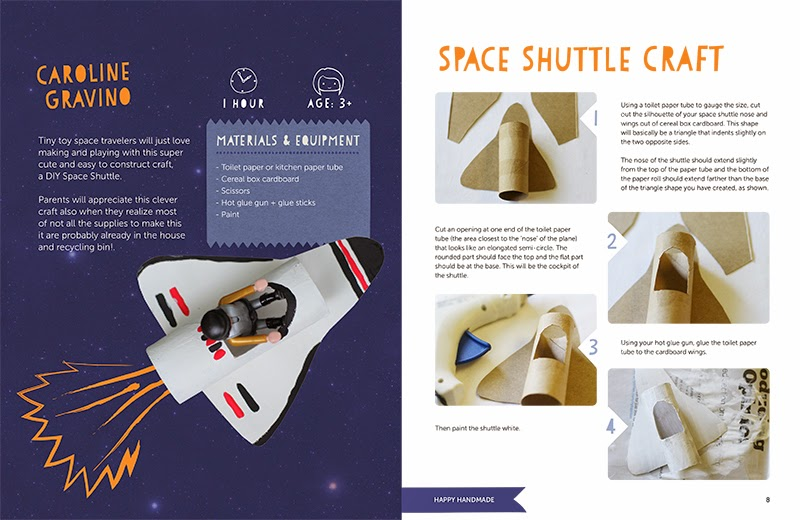 CAROLINE
GRAVINO
1 HOUR
AGE: 3+
Tiny toy space travelers will just love
making and playing with this super
cute and easy to construct craft,
a DIY Space Shuttle.
Parents will appreciate this clever
craft also when they realize most
of not all the supplies to make this
it are probably already in the house
and recycling bin!.
MATERIALS & EQUIPMENT
- Toilet paper or kitchen paper tube
- Cereal box cardboard
- Scissors
- Hot glue gun + glue sticks
- Paint
SPACE SHUTTLE CRAFT
1
Using a toilet paper tube to gauge the size, cut
out the silhouette of your space shuttle nose and
wings out of cereal box cardboard. This shape
will basically be a triangle that indents slightly on
the two opposite sides.
The nose of the shuttle should extend slightly
from the top of the paper tube and the bottom of
the paper roll should extend farther than the base
of the triangle shape you have created, as shown.
Cut an opening at one end of the toilet paper
tube (the area closest to the 'nose' of the plane)
that looks like an elongated semi-circle. The
rounded part should face the top and the flat part
should be at the base. This will be the cockpit of
the shuttle.
2
3
Using your hot glue gun, glue the toilet paper
tube to the cardboard wings.
Then paint the shuttle white.
4
HAPPY HANDMADE
8